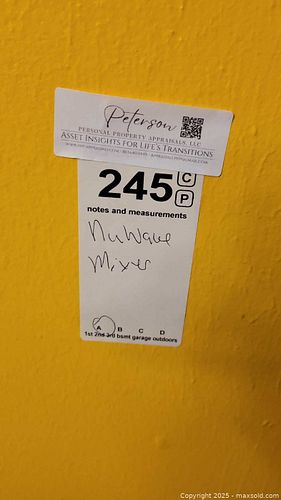 Peterson
PERSONAL PROPERTY APPRAISALS, LLC
ASSET INSIGHTS FOR LIFE'S TRANSITIONS
245 C
P
notes and measurements
NuWave
Mixer
A B C D
1st 2nd 3rd bsmt garage outdoors
Copyright © 2025 - maxsold.com